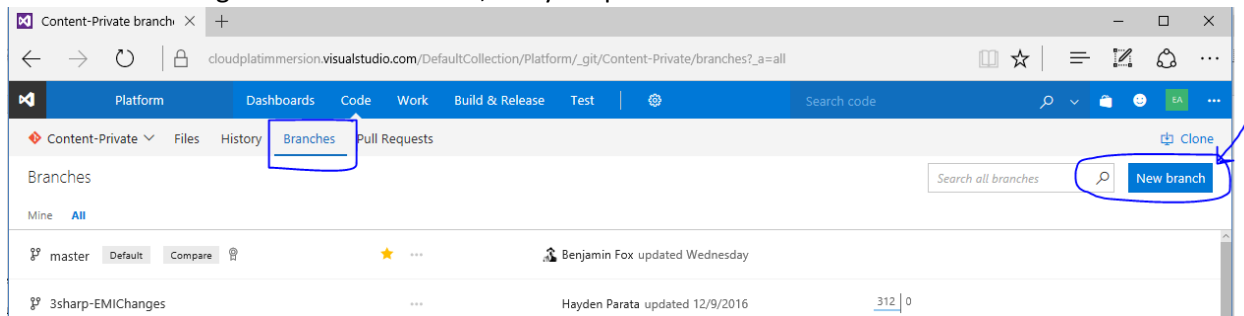 Content-Private branche
cloudplatimmersion.visualstudio.com/DefaultCollection/Platform/_git/Content-Private/branches?_a=all
Platform Dashboards Code Work Build & Release Test Search code EA
Content-Private Files History Branches Pull Requests Clone
Branches Search all branches New branch
Mine All
master Default Compare Benjamin Fox updated Wednesday
3sharp-EMIChanges Hayden Parata updated 12/9/2016 312 0